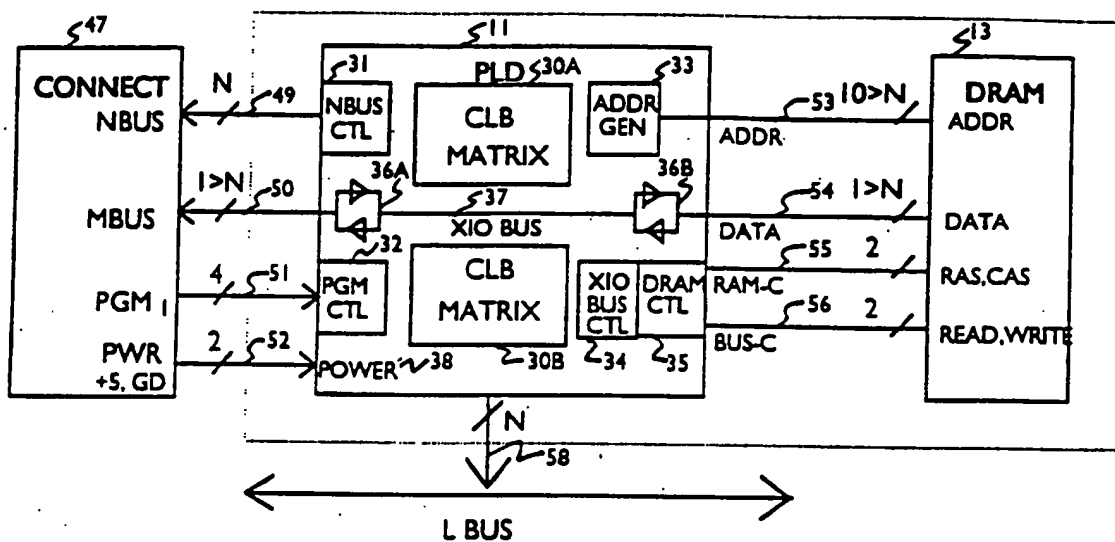 47
CONNECT
NBUS
MBUS
PGM I
PWR
+5, GD
N
49
I>N
50
4
51
2
52
11
PLD
30A
31
NBUS
CTL
CLB
MATRIX
33
ADDR
GEN
36A
37
XIO BUS
36B
32
PGM
CTL
CLB
MATRIX
30B
XIO
BUS
CTL
34
DRAM
CTL
35
POWER
38
ADDR
53
10>N
DATA
54
I>N
RAM-C
55
2
BUS-C
56
2
13
DRAM
ADDR
DATA
RAS,CAS
READ,WRITE
N
58
L BUS